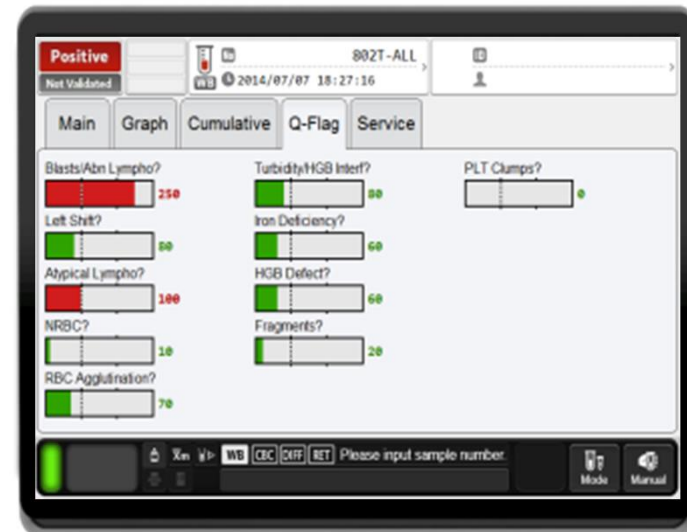 Positive
Not Validated
WB
802T-ALL
2014/07/07 18:27:16
Main Graph Cumulative Q-Flag Service
Blasts/Abn Lympho?
250
Left Shift?
80
Atypical Lympho?
100
NRBC?
10
RBC Agglutination?
70
Turbidity/HGB Interf?
80
Iron Deficiency?
60
HGB Defect?
60
Fragments?
20
PLT Clumps?
0
WB CBC DIFF RET Please input sample number.
Mode Manual